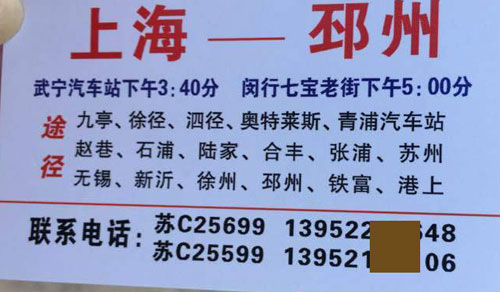 上海—邳州
武宁汽车站下午3:40分 闵行七宝老街下午5:00分
途径
九亭、徐径、泗径、奥特莱斯、青浦汽车站
赵巷、石浦、陆家、合丰、张浦、苏州
无锡、新沂、徐州、邳州、铁富、港上
联系电话:
苏C25699 139522 648
苏C25599 139521 06